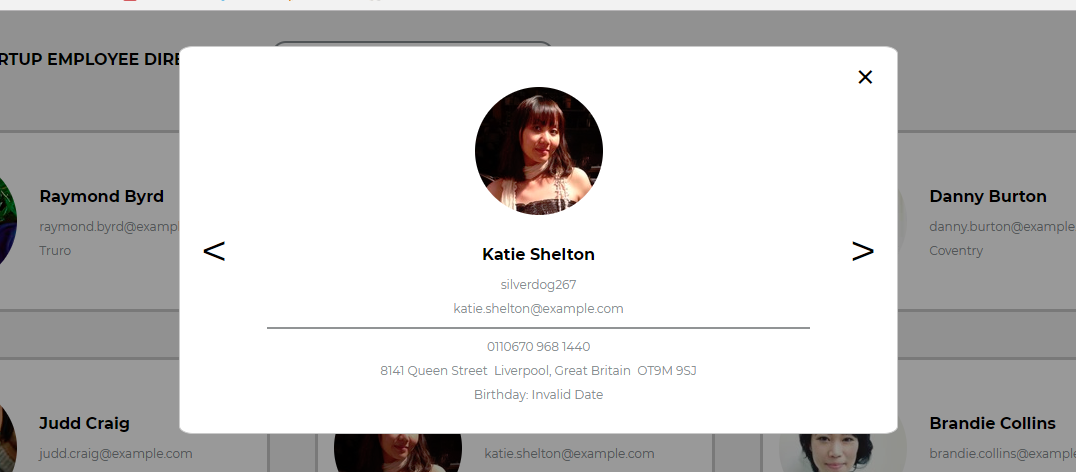 RTUP EMPLOYEE DIRE
×
Raymond Byrd
raymond.byrd@exampl
Truro
<
Katie Shelton
silverdog267
katie.shelton@example.com
0110670 968 1440
8141 Queen Street  Liverpool, Great Britain  OT9M 9SJ
Birthday: Invalid Date
>
Danny Burton
danny.burton@example
Coventry
Judd Craig
judd.craig@example.com
katie.shelton@example.com
Brandie Collins
brandie.collins@example